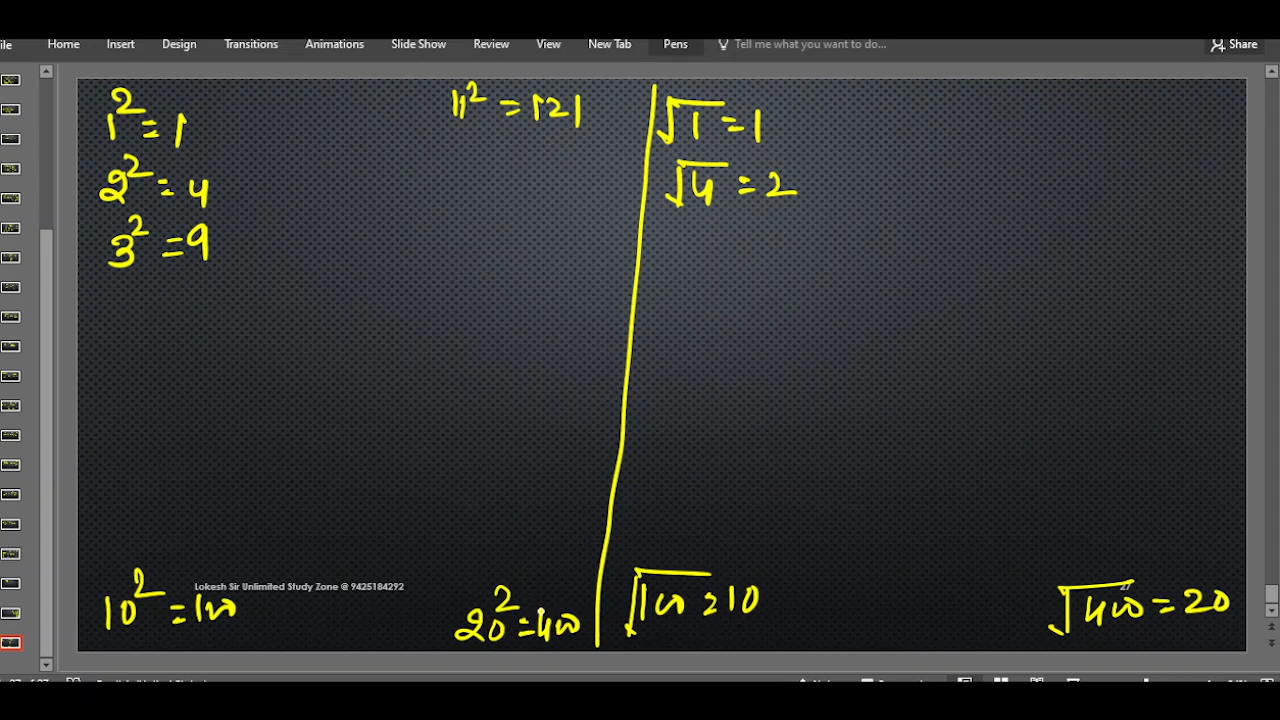 File Home Insert Design Transitions Animations Slide Show Review View New Tab Pens Tell me what you want to do... Share
1² = 1
2² = 4
3² = 9
10² = 100
11² = 121
20² = 400
√1 = 1
√4 = 2
√100 = 10
√400 = 20
27
Lokesh Sir Unlimited Study Zone @ 9425184292